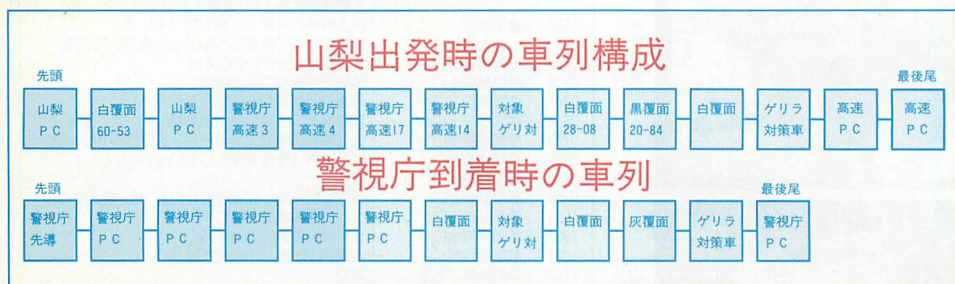 山梨出発時の車列構成
先頭
最後尾
山梨
PC
白覆面
60-53
山梨
PC
警視庁
高速3
警視庁
高速4
警視庁
高速17
警視庁
高速14
対象
ゲリ対
白覆面
28-08
黒覆面
20-84
白覆面
ゲリラ
対策車
高速
PC
高速
PC
警視庁到着時の車列
先頭
最後尾
警視庁
先導
警視庁
PC
警視庁
PC
警視庁
PC
警視庁
PC
警視庁
PC
白覆面
対象
ゲリ対
白覆面
灰覆面
ゲリラ
対策車
警視庁
PC